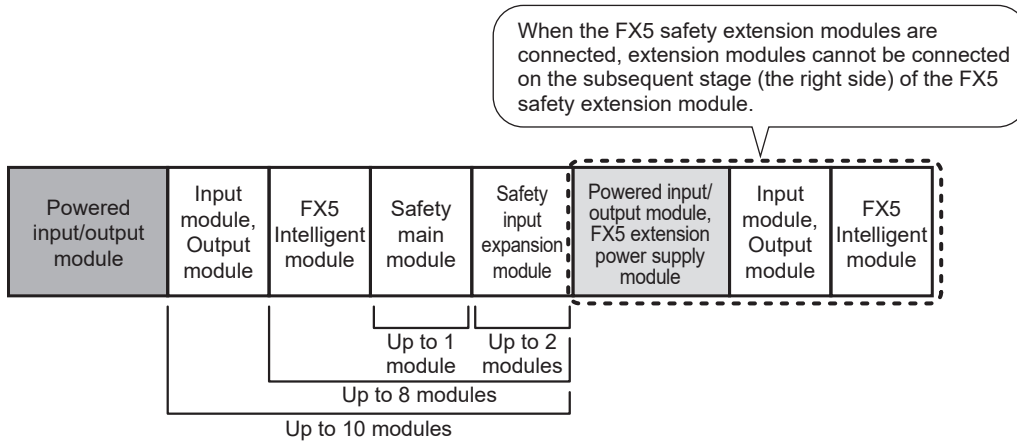 When the FX5 safety extension modules are
connected, extension modules cannot be connected
on the subsequent stage (the right side) of the FX5
safety extension module.
Powered
input/output
module
Input
module,
Output
module
FX5
Intelligent
module
Safety
main
module
Safety
input
expansion
module
Powered input/
output module,
FX5 extension
power supply
module
Input
module,
Output
module
FX5
Intelligent
module
Up to 1
module
Up to 2
modules
Up to 8 modules
Up to 10 modules